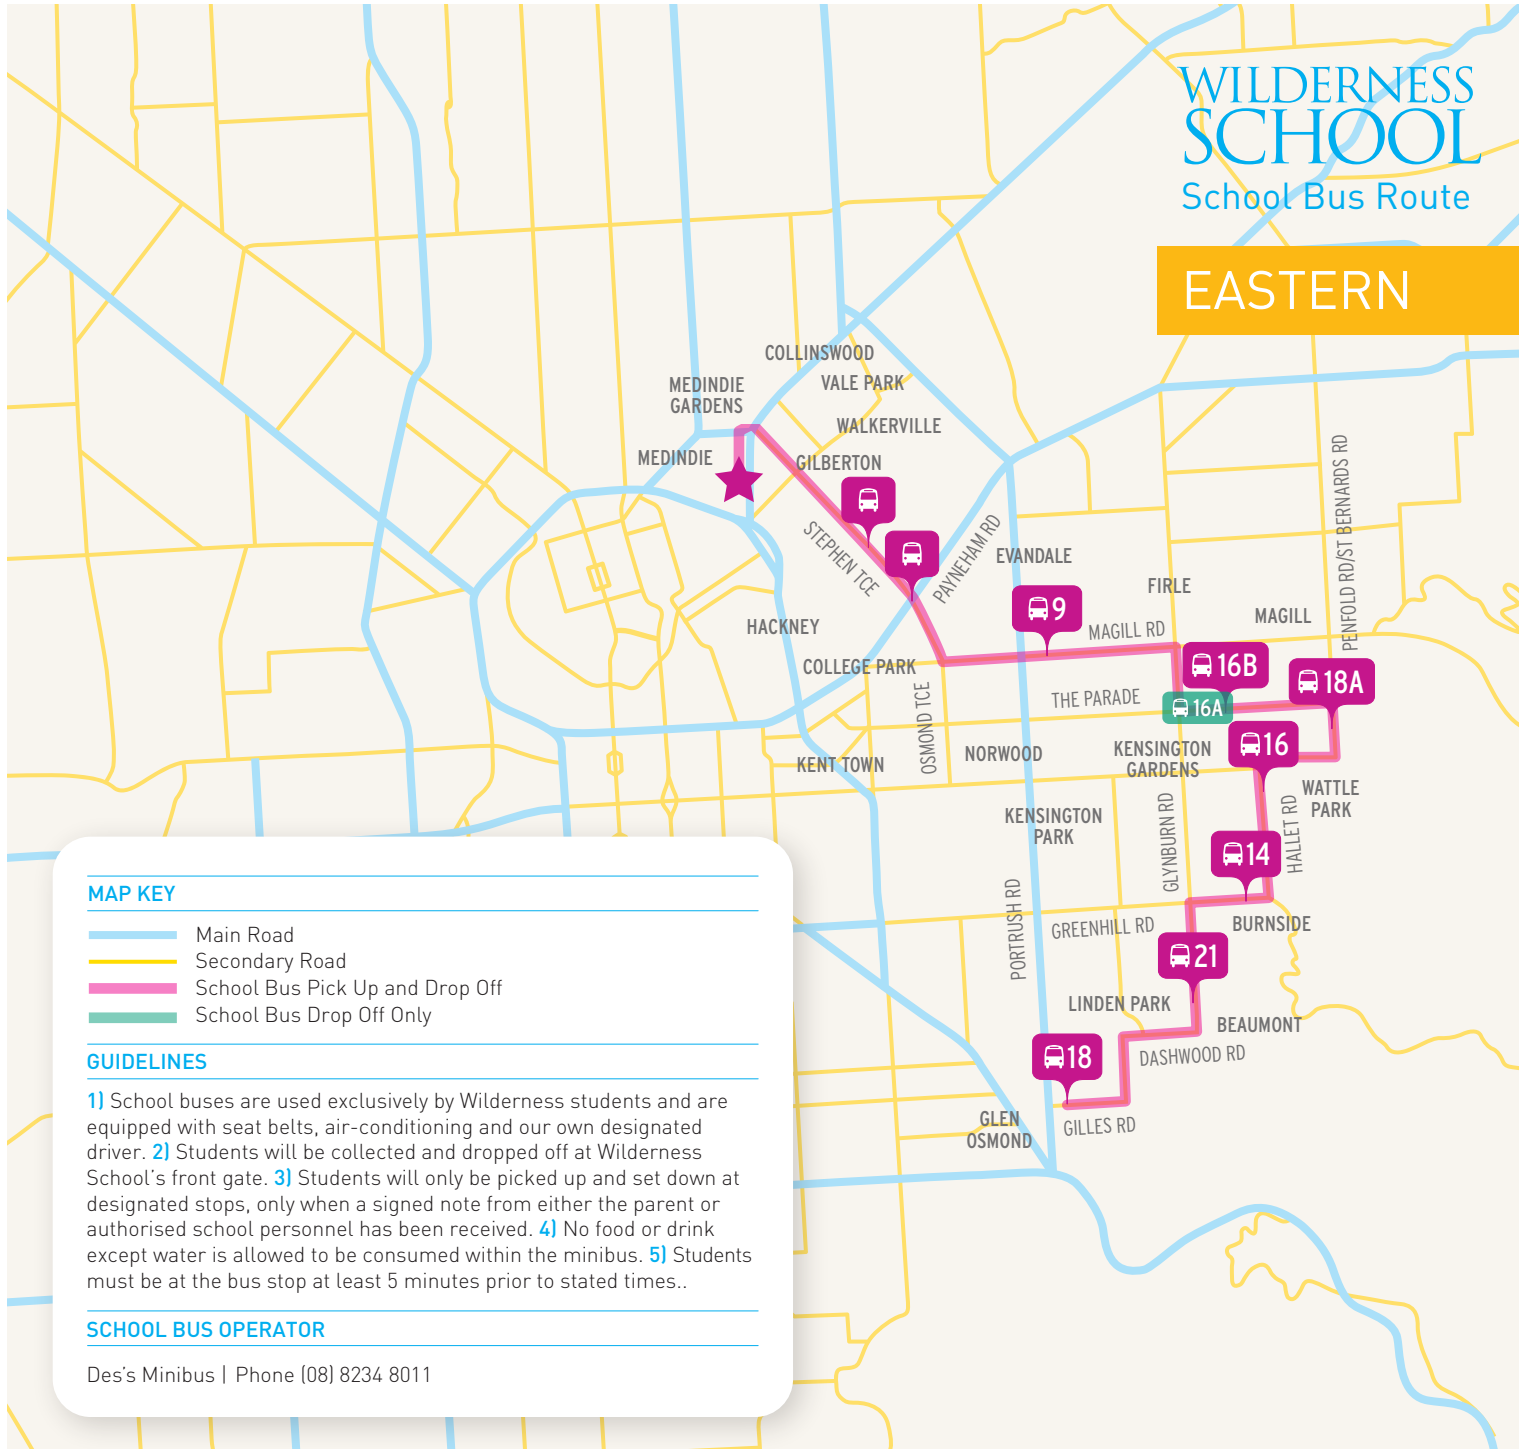 WILDERNESS
SCHOOL
School Bus Route
EASTERN
COLLINSWOOD
MEDINDIE
GARDENS
VALE PARK
WALKERVILLE
MEDINDIE
GILBERTON
STEPHEN TCE
PAYNEHAM RD
EVANDALE
PENFOLD RD/ST BERNARDS RD
FIRLE
9
MAGILL
HACKNEY
MAGILL RD
COLLEGE PARK
16B
18A
OSMOND TCE
THE PARADE
16A
NORWOOD
KENSINGTON
GARDENS
16
KENT TOWN
WATTLE
PARK
KENSINGTON
PARK
GLYNBURN RD
HALLET RD
14
PORTRUSH RD
GREENHILL RD
BURNSIDE
21
LINDEN PARK
BEAUMONT
18
DASHWOOD RD
GLEN
OSMOND
GILLES RD
MAP KEY
Main Road
Secondary Road
School Bus Pick Up and Drop Off
School Bus Drop Off Only
GUIDELINES
1) School buses are used exclusively by Wilderness students and are
equipped with seat belts, air-conditioning and our own designated
driver. 2) Students will be collected and dropped off at Wilderness
School's front gate. 3) Students will only be picked up and set down at
designated stops, only when a signed note from either the parent or
authorised school personnel has been received. 4) No food or drink
except water is allowed to be consumed within the minibus. 5) Students
must be at the bus stop at least 5 minutes prior to stated times..
SCHOOL BUS OPERATOR
Des's Minibus | Phone (08) 8234 8011